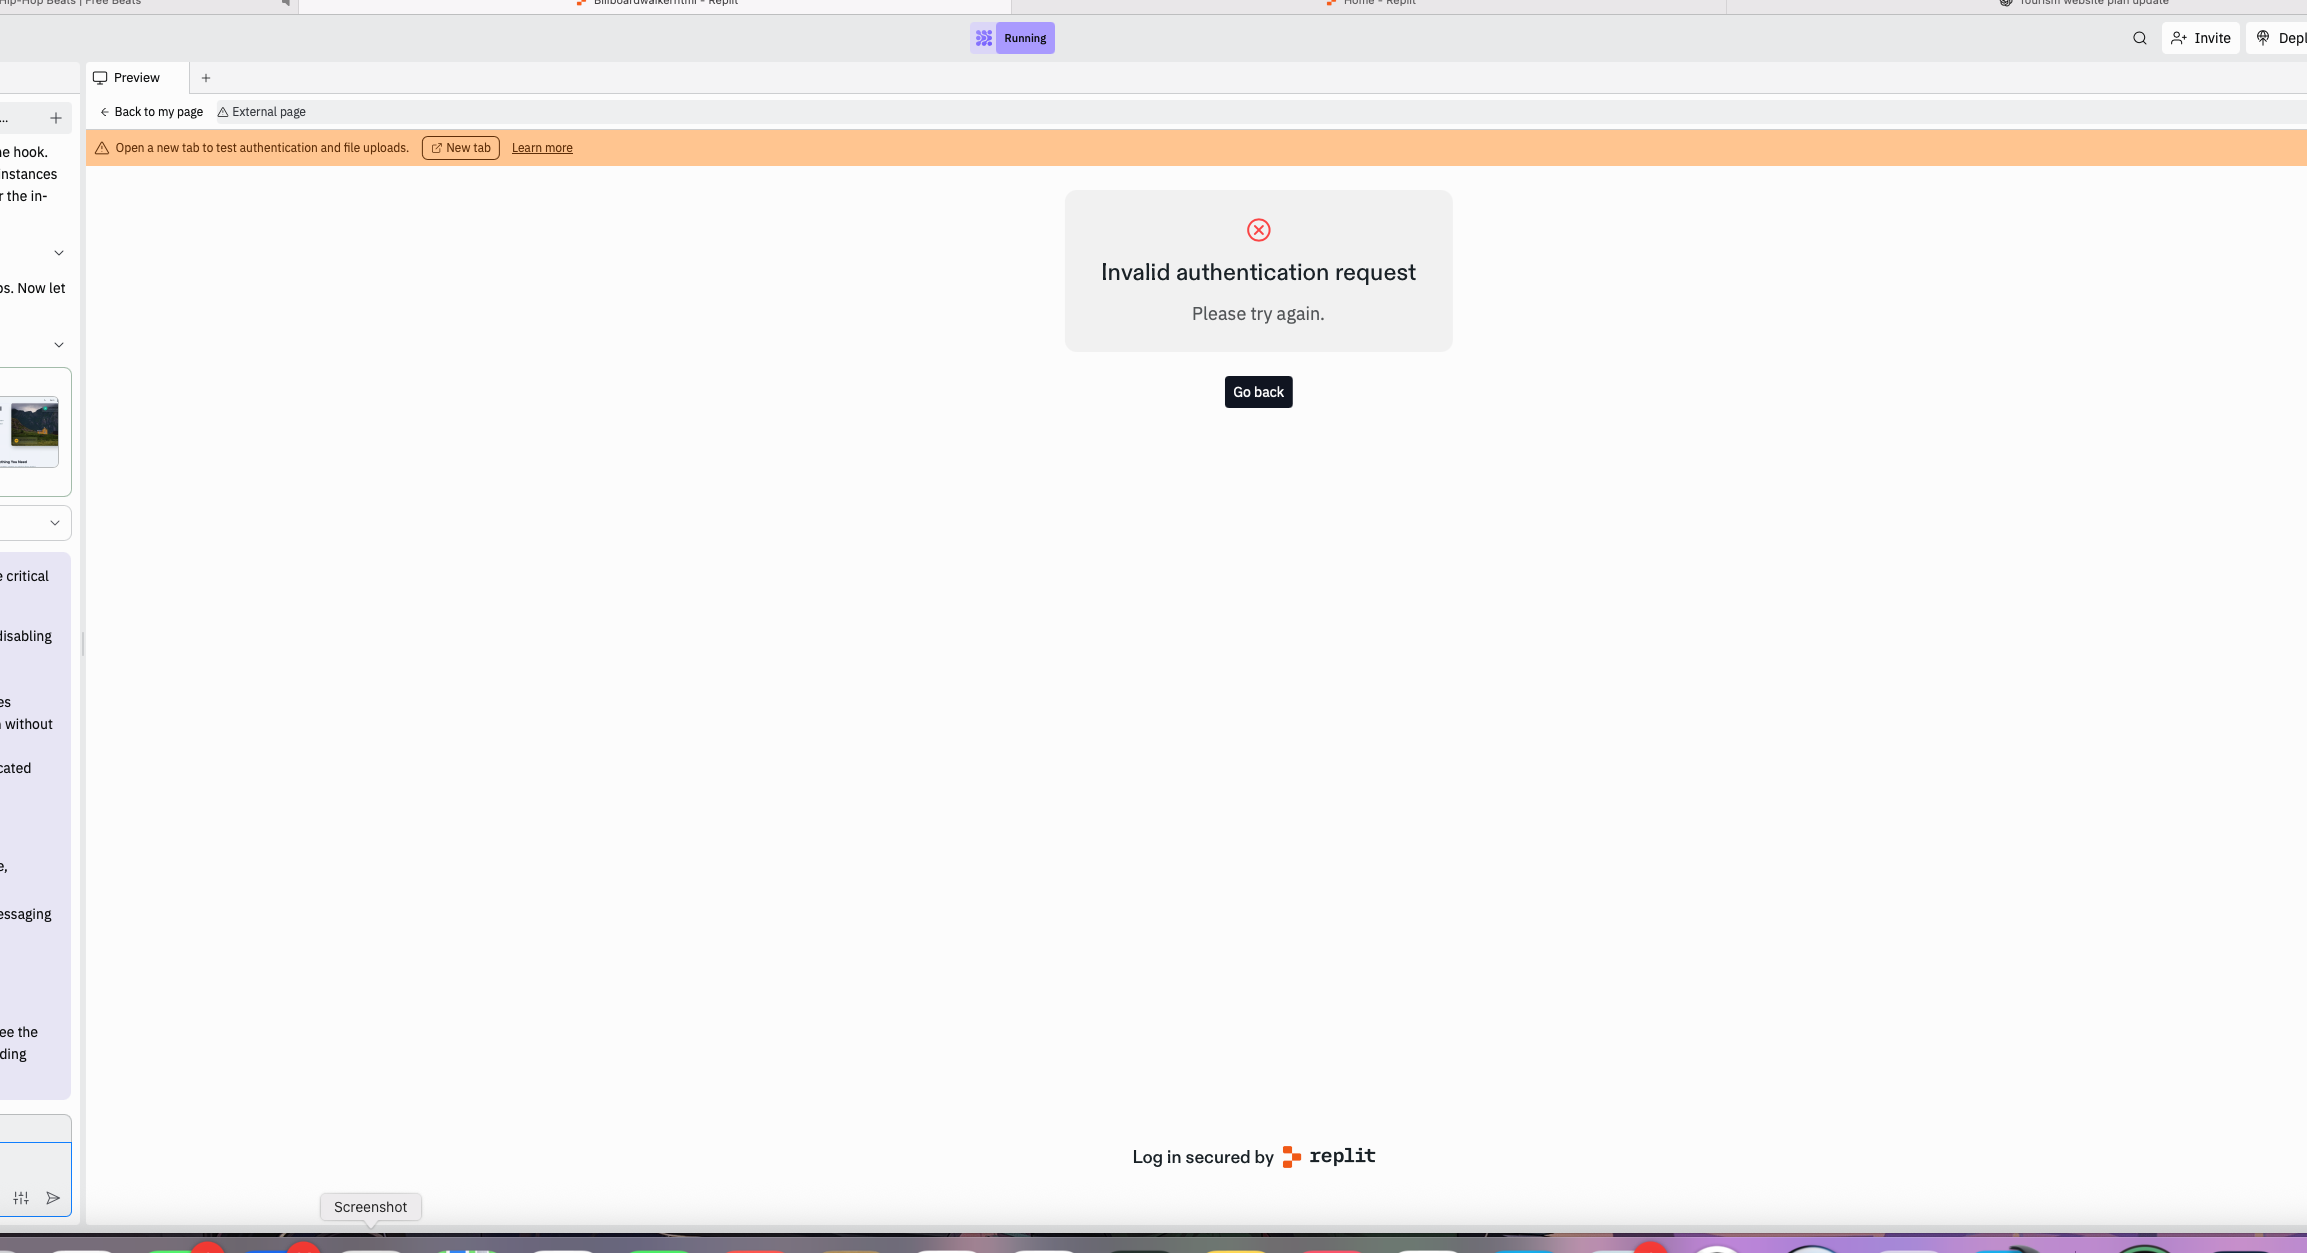 Hip-Hop Beats | Free Beats
Billboardwalkerhtml - Replit
Home - Replit
Tourism website plan update
Running
Invite
Depl
Preview
Back to my page
External page
Open a new tab to test authentication and file uploads.
New tab
Learn more
...
ne hook.
nstances
r the in-
os. Now let
Invalid authentication request
Please try again.
Go back
e critical
disabling
es
without
cated
e,
essaging
ee the
ding
Log in secured by replit
Screenshot